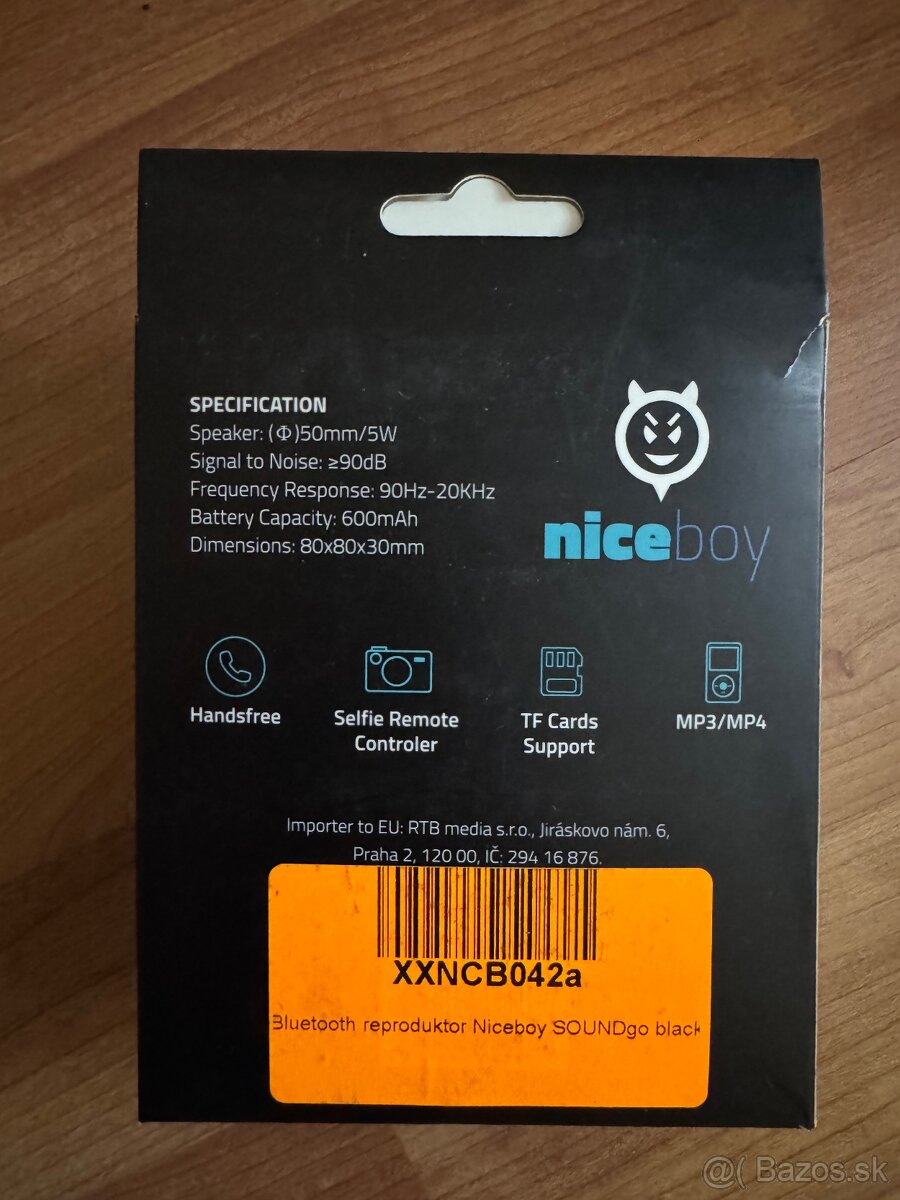 SPECIFICATION
Speaker: (Φ)50mm/5W
Signal to Noise: ≥90dB
Frequency Response: 90Hz-20KHz
Battery Capacity: 600mAh
Dimensions: 80x80x30mm
niceboy
Handsfree
Selfie Remote
Controler
TF Cards
Support
MP3/MP4
Importer to EU: RTB media s.r.o., Jiráskovo nám. 6,
Praha 2, 120 00, IČ: 294 16 876.
XXNCB042a
Bluetooth reproduktor Niceboy SOUNDgo black
@( Bazos.sk